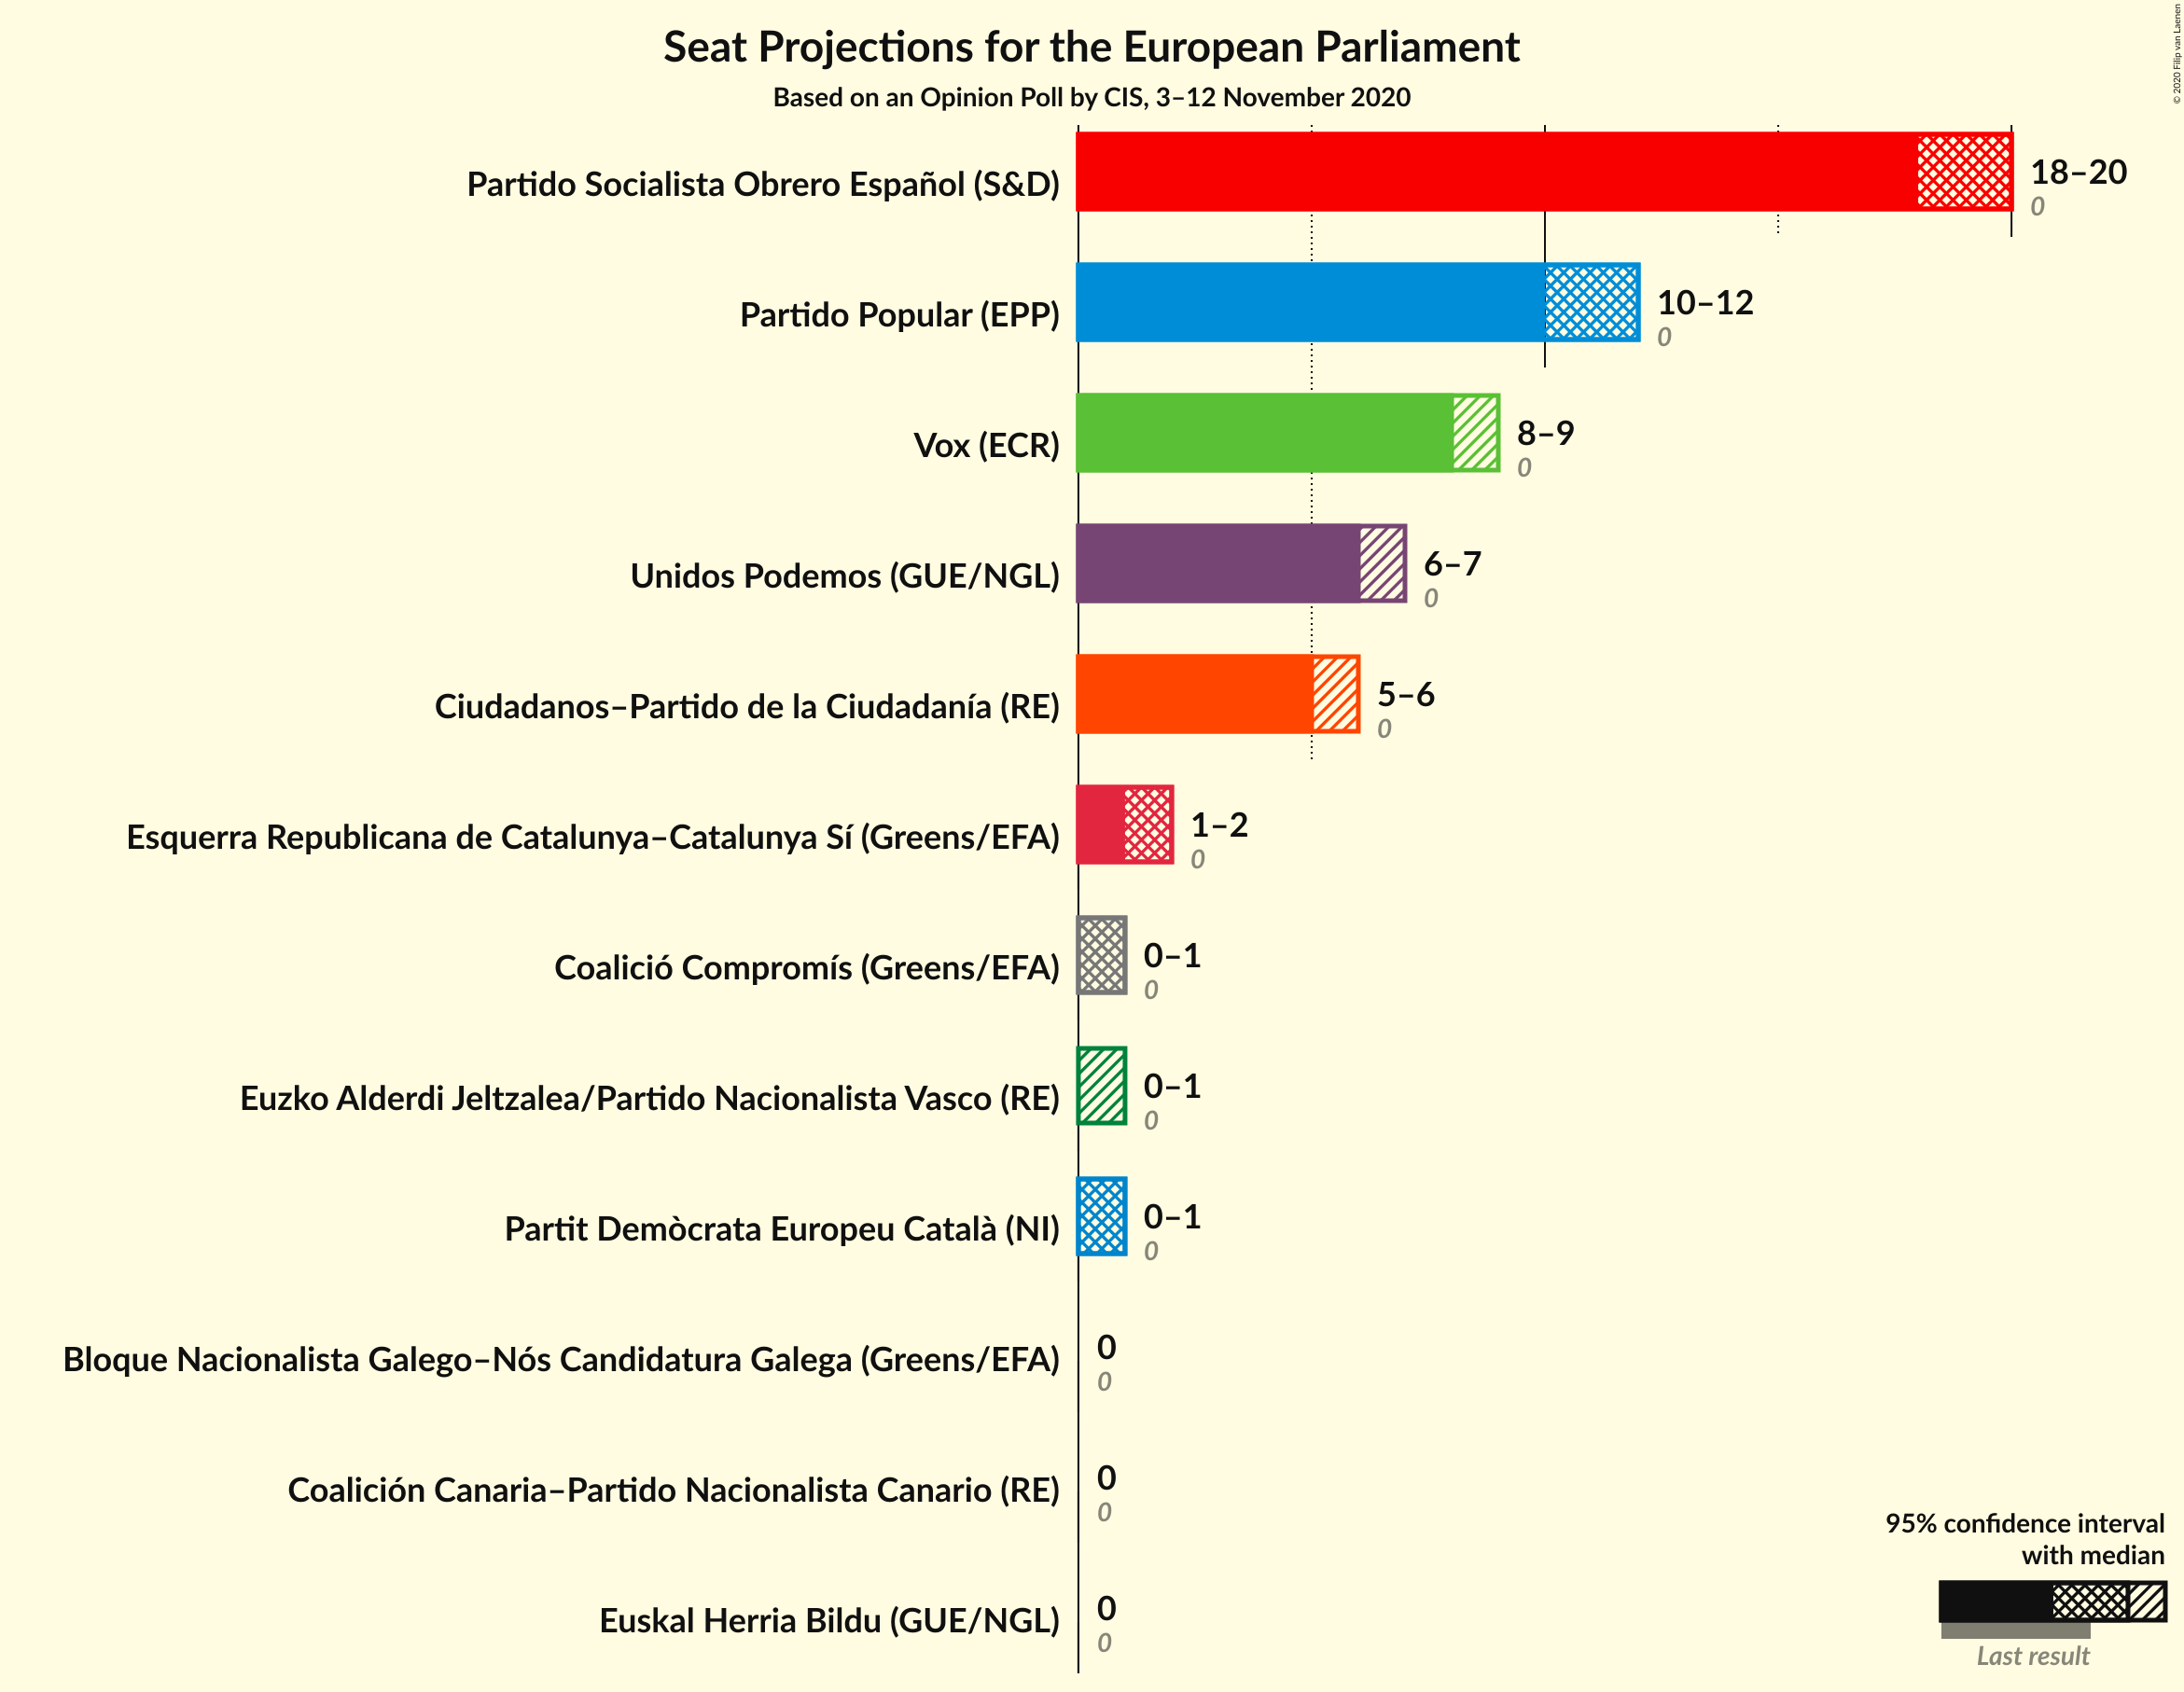 Seat Projections for the European Parliament
Based on an Opinion Poll by CIS, 3–12 November 2020
© 2020 Filip van Laenen
Partido Socialista Obrero Español (S&D)
18–20
0
Partido Popular (EPP)
10–12
0
Vox (ECR)
8–9
0
Unidos Podemos (GUE/NGL)
6–7
0
Ciudadanos–Partido de la Ciudadanía (RE)
5–6
0
Esquerra Republicana de Catalunya–Catalunya Sí (Greens/EFA)
1–2
0
Coalició Compromís (Greens/EFA)
0–1
0
Euzko Alderdi Jeltzalea/Partido Nacionalista Vasco (RE)
0–1
0
Partit Demòcrata Europeu Català (NI)
0–1
0
Bloque Nacionalista Galego–Nós Candidatura Galega (Greens/EFA)
0
0
Coalición Canaria–Partido Nacionalista Canario (RE)
0
0
Euskal Herria Bildu (GUE/NGL)
0
0
95% confidence interval
with median
Last result